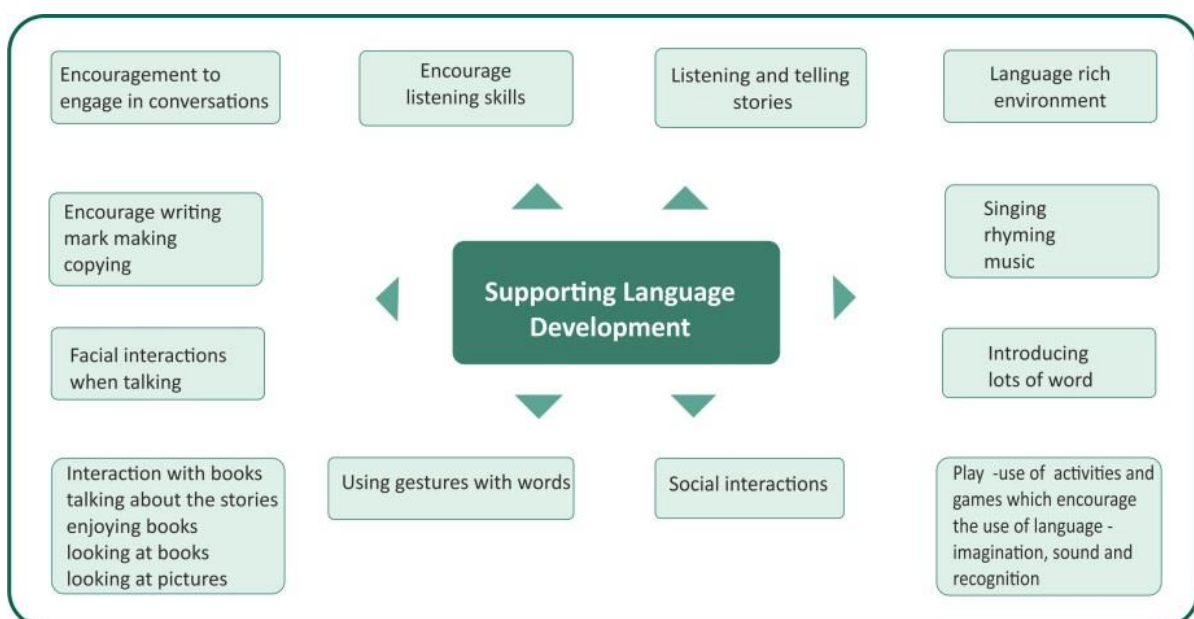 Encouragement to
engage in conversations
Encourage
listening skills
Listening and telling
stories
Language rich
environment
Encourage writing
mark making
copying
Singing
rhyming
music
Supporting Language
Development
Facial interactions
when talking
Introducing
lots of word
Interaction with books
talking about the stories
enjoying books
looking at books
looking at pictures
Using gestures with words
Social interactions
Play -use of activities and
games which encourage
the use of language -
imagination, sound and
recognition